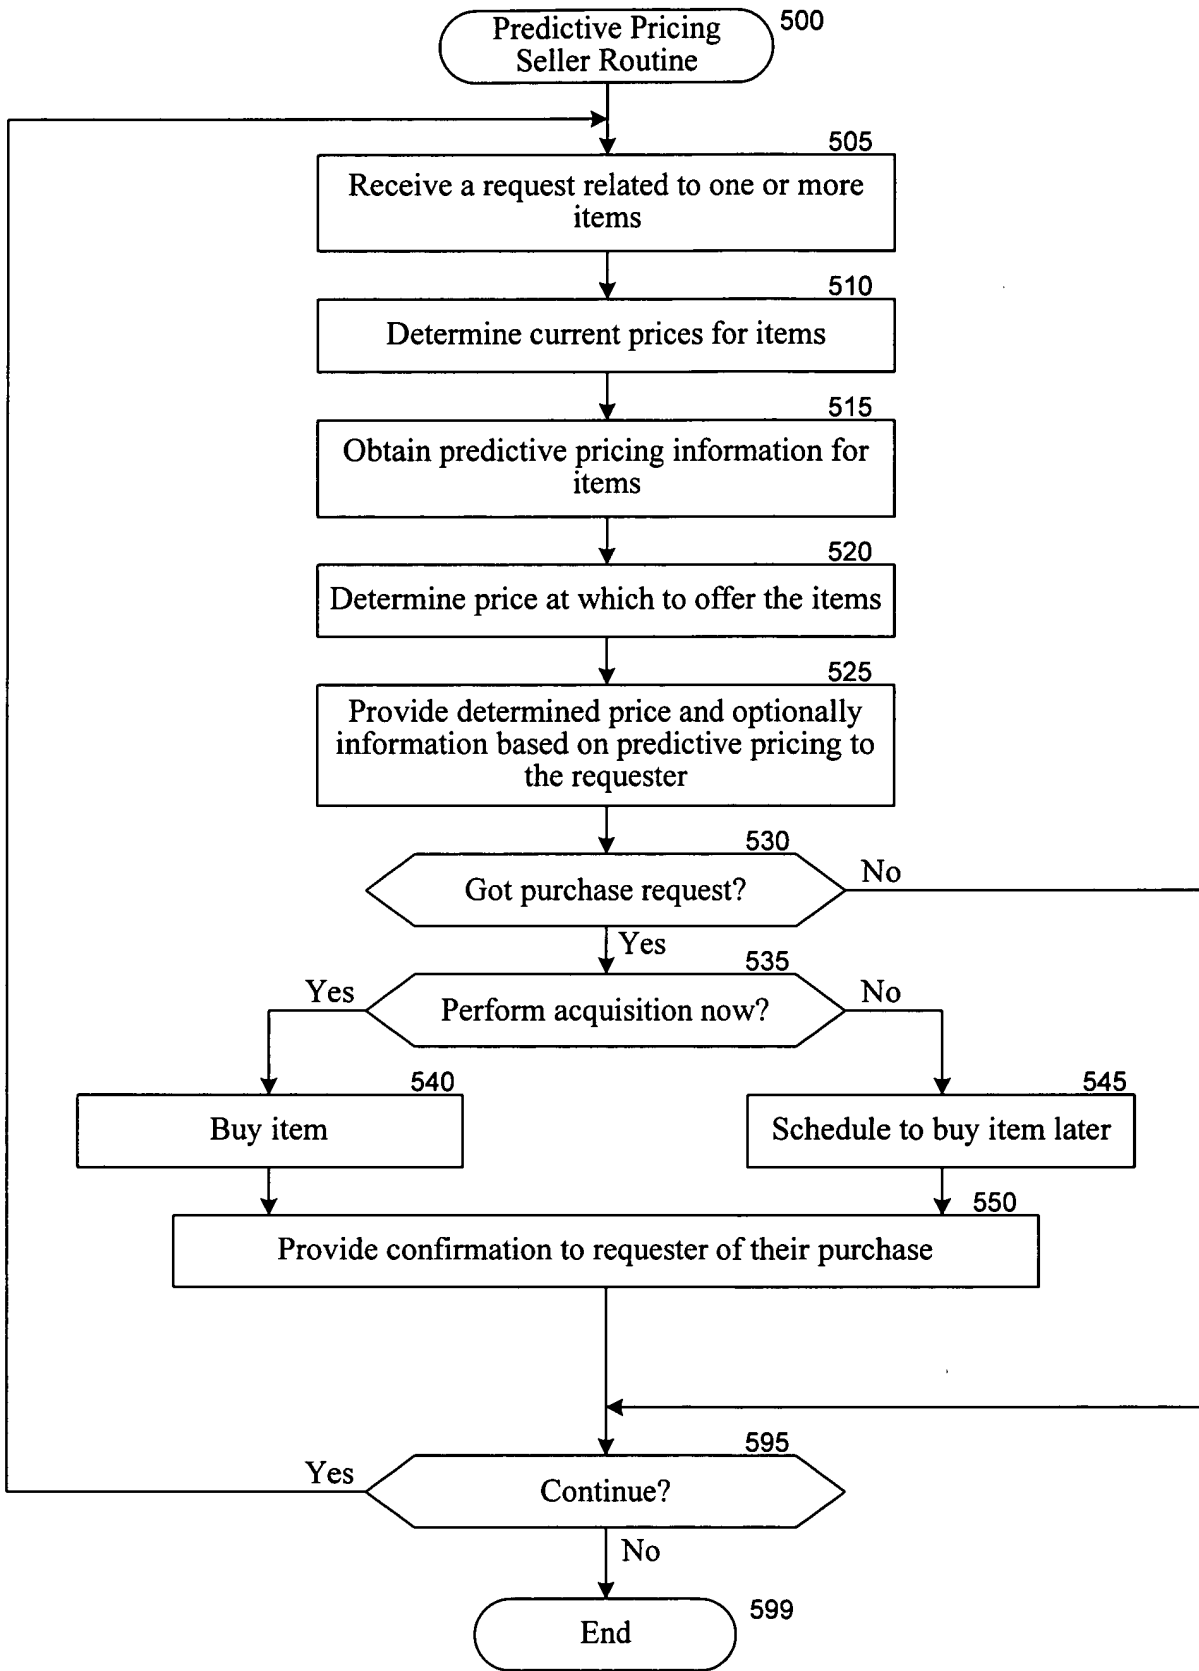 Predictive Pricing
Seller Routine
500
505
Receive a request related to one or more
items
510
Determine current prices for items
515
Obtain predictive pricing information for
items
520
Determine price at which to offer the items
525
Provide determined price and optionally
information based on predictive pricing to
the requester
530
Got purchase request?
No
Yes
535
Perform acquisition now?
Yes
No
540
Buy item
545
Schedule to buy item later
550
Provide confirmation to requester of their purchase
595
Continue?
Yes
No
599
End